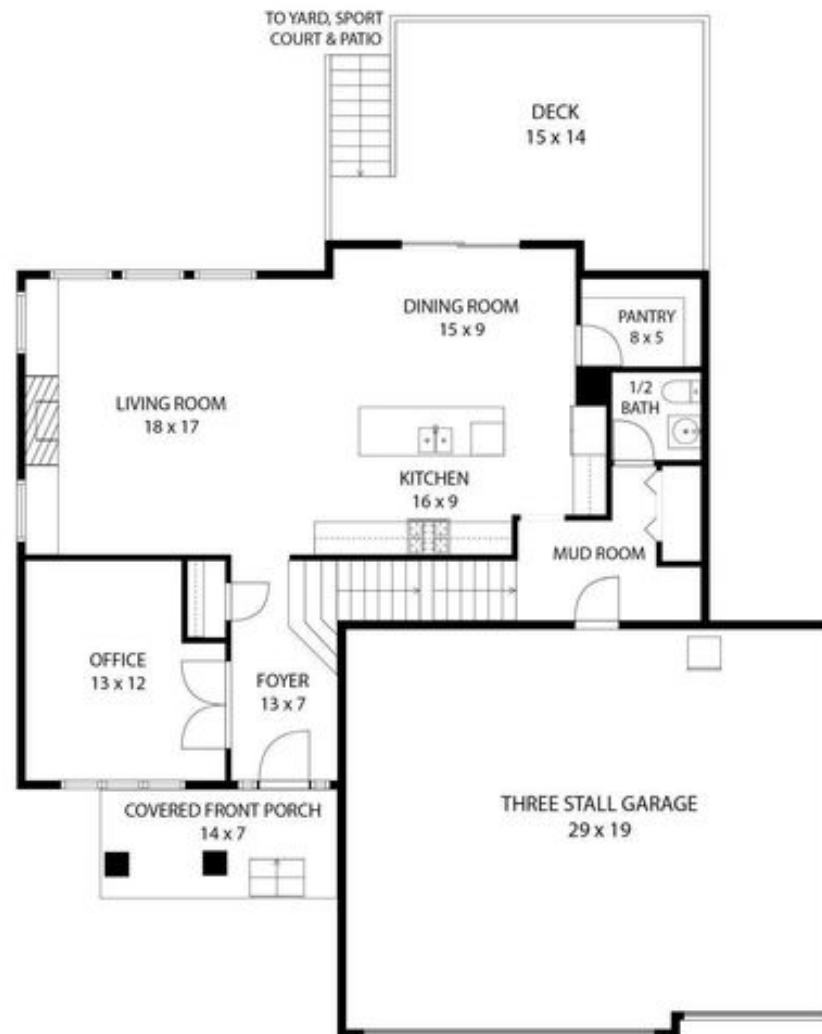 TO YARD, SPORT
COURT & PATIO
DECK
15 x 14
DINING ROOM
15 x 9
PANTRY
8 x 5
1/2
BATH
LIVING ROOM
18 x 17
KITCHEN
16 x 9
MUD ROOM
OFFICE
13 x 12
FOYER
13 x 7
COVERED FRONT PORCH
14 x 7
THREE STALL GARAGE
29 x 19